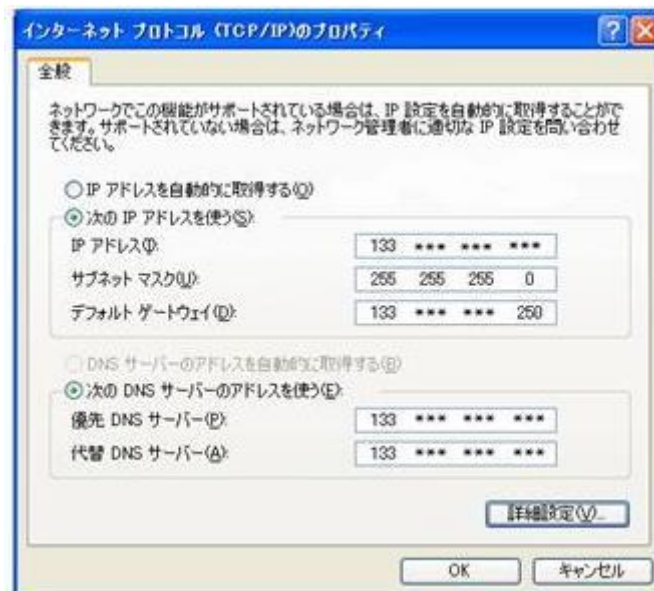 インターネット プロトコル (TCP/IP)のプロパティ
全般
ネットワークでこの機能がサポートされている場合は、IP 設定を自動的に取得することがで
きます。サポートされていない場合は、ネットワーク管理者に適切な IP 設定を問い合わせ
てください。
IP アドレスを自動的に取得する(O)
次の IP アドレスを使う(S):
IP アドレス(I): 133 *** *** ***
サブネット マスク(U): 255 255 255 0
デフォルト ゲートウェイ(D): 133 *** *** 250
DNS サーバーのアドレスを自動的に取得する(B)
次の DNS サーバーのアドレスを使う(E):
優先 DNS サーバー(P): 133 *** *** ***
代替 DNS サーバー(A): 133 *** *** ***
詳細設定(V)...
OK キャンセル